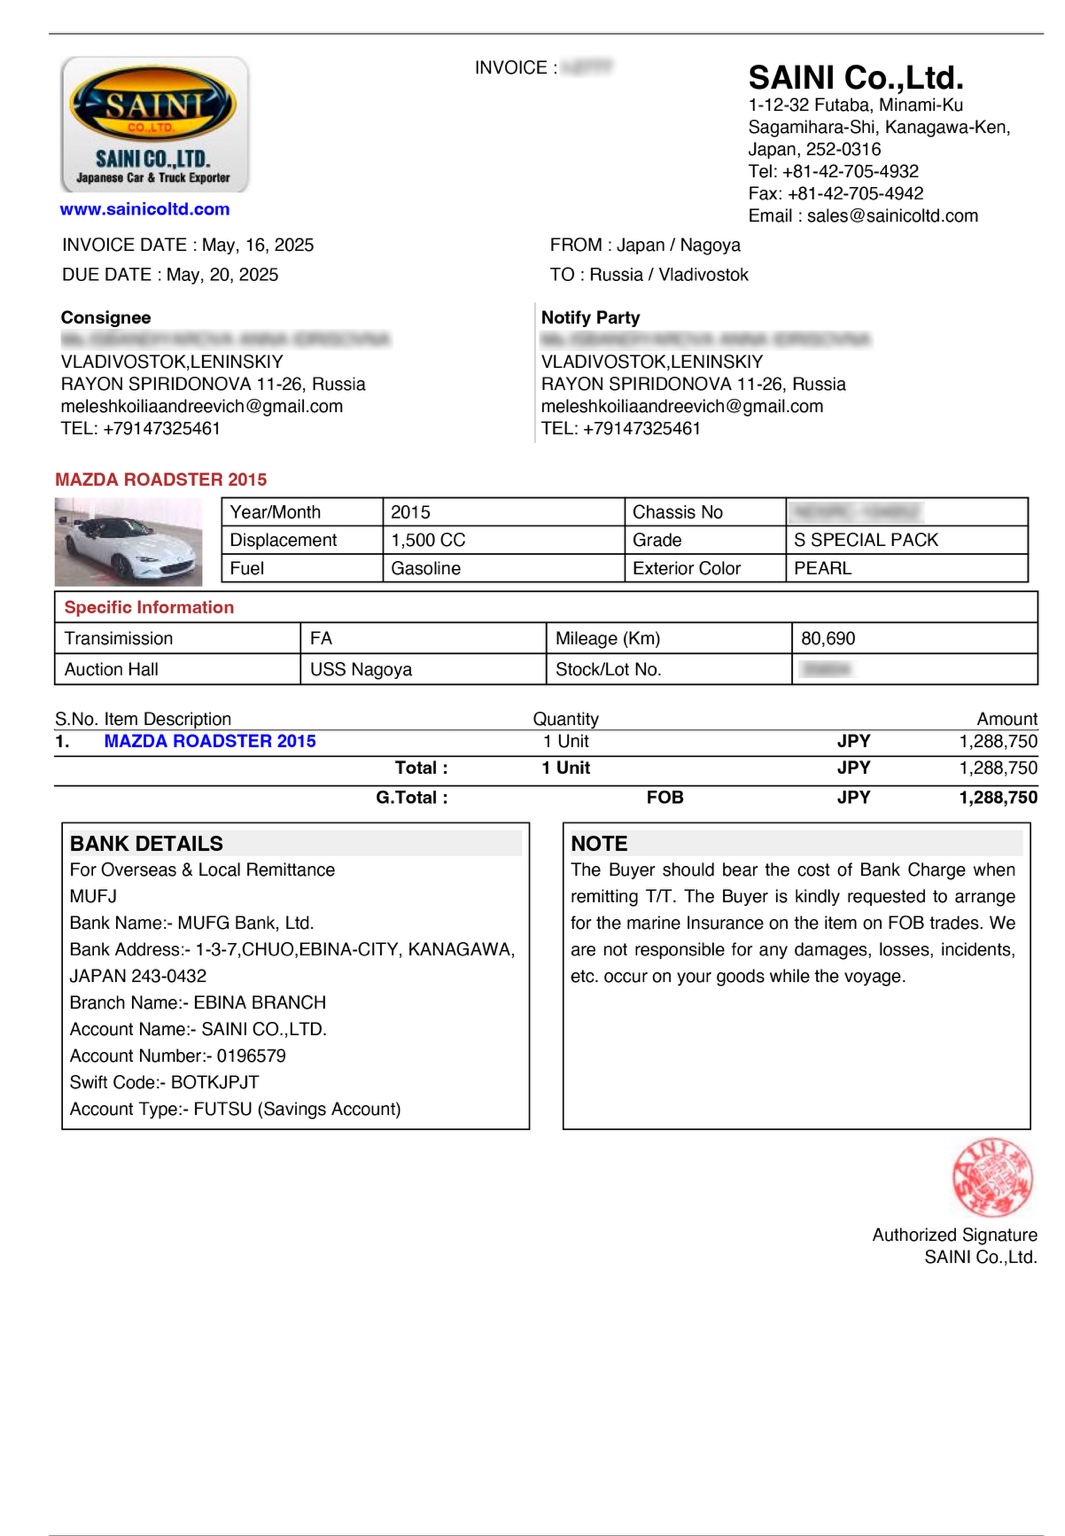 SAINI
CO.,LTD.
SAINI CO.,LTD.
Japanese Car & Truck Exporter
www.sainicoltd.com
INVOICE :
SAINI Co.,Ltd.
1-12-32 Futaba, Minami-Ku
Sagamihara-Shi, Kanagawa-Ken,
Japan, 252-0316
Tel: +81-42-705-4932
Fax: +81-42-705-4942
Email : sales@sainicoltd.com
INVOICE DATE : May, 16, 2025
FROM : Japan / Nagoya
DUE DATE : May, 20, 2025
TO : Russia / Vladivostok
Consignee
VLADIVOSTOK,LENINSKIY
RAYON SPIRIDONOVA 11-26, Russia
meleshkoiliaandreevich@gmail.com
TEL: +79147325461
Notify Party
VLADIVOSTOK,LENINSKIY
RAYON SPIRIDONOVA 11-26, Russia
meleshkoiliaandreevich@gmail.com
TEL: +79147325461
MAZDA ROADSTER 2015
Year/Month 2015 Chassis No
Displacement 1,500 CC Grade S SPECIAL PACK
Fuel Gasoline Exterior Color PEARL
Specific Information
Transimission FA Mileage (Km) 80,690
Auction Hall USS Nagoya Stock/Lot No.
S.No. Item Description Quantity Amount
1. MAZDA ROADSTER 2015 1 Unit JPY 1,288,750
Total : 1 Unit JPY 1,288,750
G.Total : FOB JPY 1,288,750
BANK DETAILS
For Overseas & Local Remittance
MUFJ
Bank Name:- MUFG Bank, Ltd.
Bank Address:- 1-3-7,CHUO,EBINA-CITY, KANAGAWA,
JAPAN 243-0432
Branch Name:- EBINA BRANCH
Account Name:- SAINI CO.,LTD.
Account Number:- 0196579
Swift Code:- BOTKJPJT
Account Type:- FUTSU (Savings Account)
NOTE
The Buyer should bear the cost of Bank Charge when
remitting T/T. The Buyer is kindly requested to arrange
for the marine Insurance on the item on FOB trades. We
are not responsible for any damages, losses, incidents,
etc. occur on your goods while the voyage.
SAINI
Authorized Signature
SAINI Co.,Ltd.